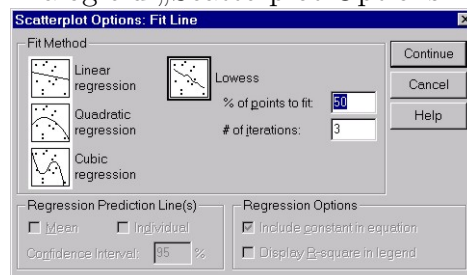 Scatterplot Options: Fit Line
Fit Method
Linear
regression
Lowess
% of points to fit: 50
# of iterations: 3
Quadratic
regression
Cubic
regression
Continue
Cancel
Help
Regression Prediction Line(s)
Mean
Individual
Confidence Interval: 95 %
Regression Options
Include constant in equation
Display R-square in legend